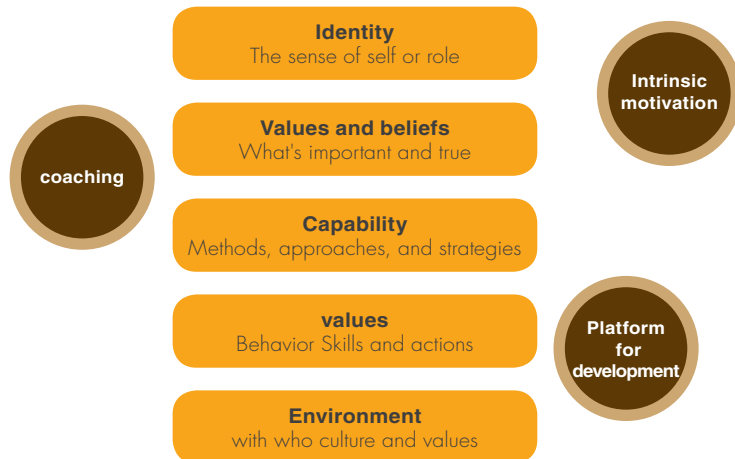 Identity
The sense of self or role
Intrinsic
motivation
Values and beliefs
What's important and true
coaching
Capability
Methods, approaches, and strategies
values
Behavior Skills and actions
Platform
for
development
Environment
with who culture and values